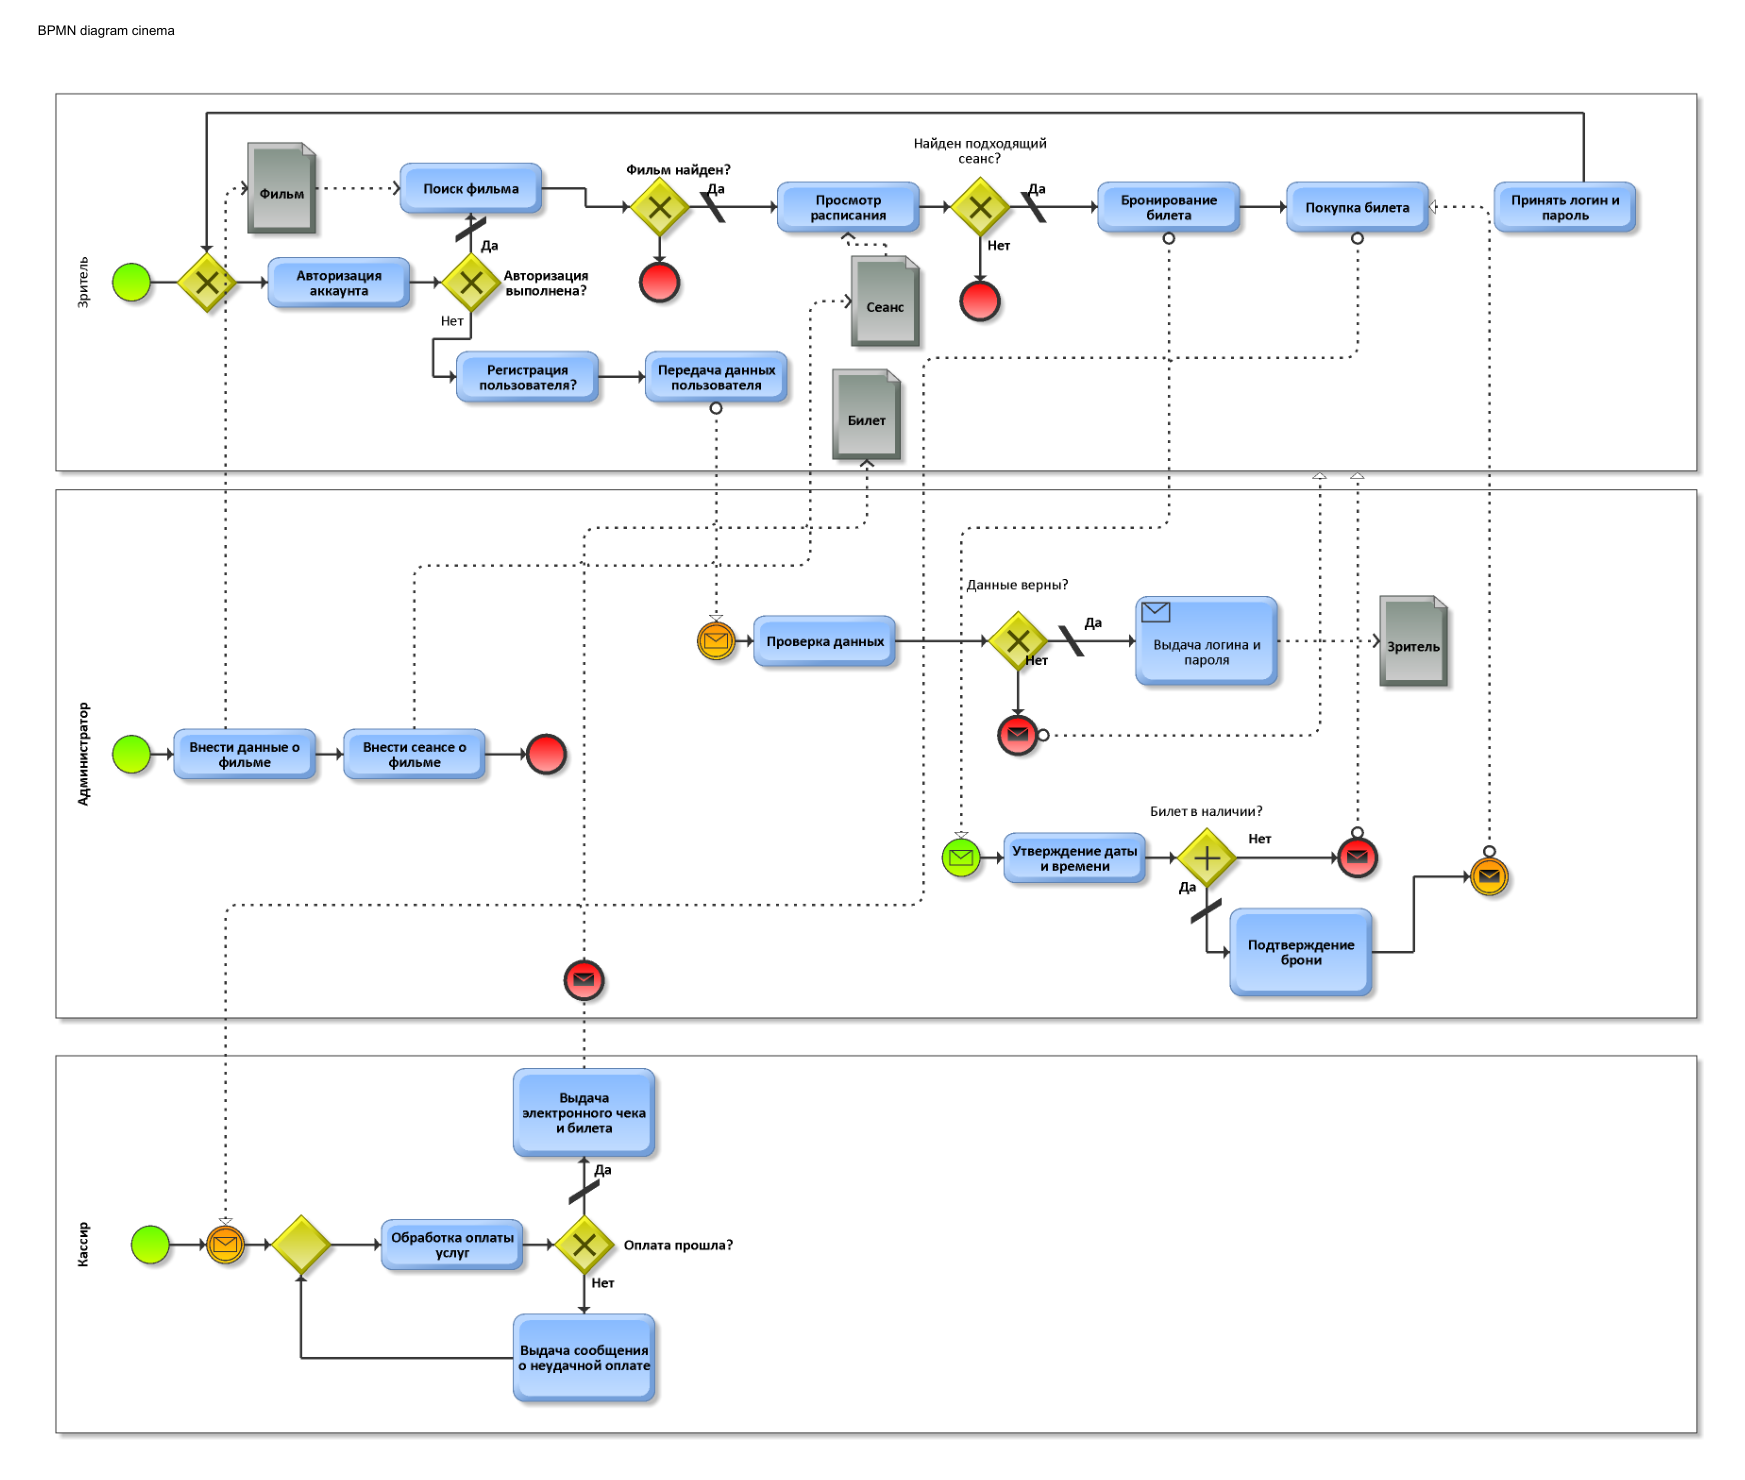 BPMN diagram cinema
Зритель
Фильм
Поиск фильма
Да
Авторизация
аккаунта
Авторизация
выполнена?
Нет
Регистрация
пользователя?
Передача данных
пользователя
Фильм найден?
Да
Просмотр
расписания
Сеанс
Билет
Найден подходящий
сеанс?
Да
Нет
Бронирование
билета
Покупка билета
Принять логин и
пароль
Администратор
Внести данные о
фильме
Внести сеансе о
фильме
Проверка данных
Данные верны?
Да
Нет
Выдача логина и
пароля
Зритель
Утверждение даты
и времени
Билет в наличии?
Нет
Да
Подтверждение
брони
Кассир
Выдача
электронного чека
и билета
Да
Обработка оплаты
услуг
Оплата прошла?
Нет
Выдача сообщения
о неудачной оплате